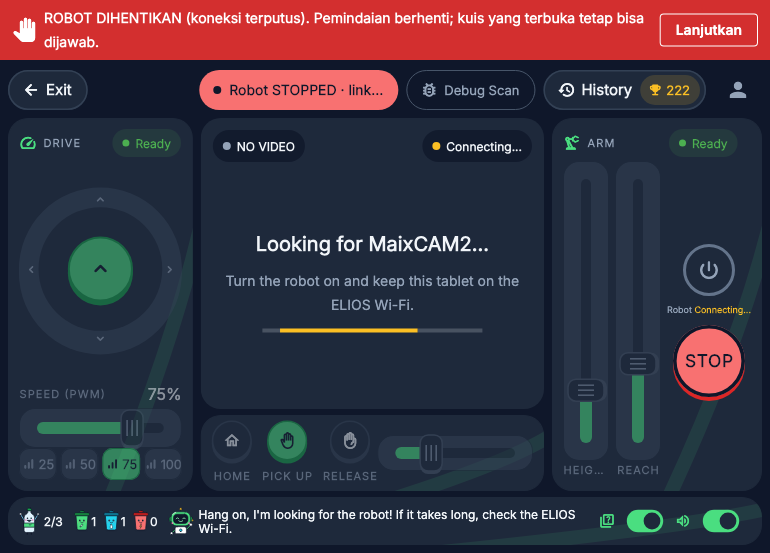 ROBOT DIHENTIKAN (koneksi terputus). Pemindaian berhenti; kuis yang terbuka tetap bisa
dijawab.
Lanjutkan
Exit
Robot STOPPED · link...
Debug Scan
History
222
DRIVE
Ready
NO VIDEO
Connecting...
Looking for MaixCAM2...
Turn the robot on and keep this tablet on the
ELIOS Wi-Fi.
SPEED (PWM)
75%
25
50
75
100
HOME
PICK UP
RELEASE
ARM
Ready
Robot Connecting...
STOP
HEIG...
REACH
2/3
1
1
0
Hang on, I'm looking for the robot! If it takes long, check the ELIOS
Wi-Fi.